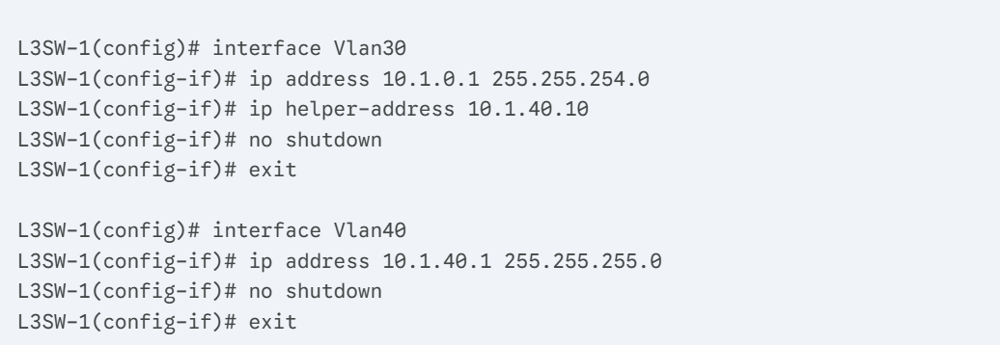 L3SW-1(config)# interface Vlan30
L3SW-1(config-if)# ip address 10.1.0.1 255.255.254.0
L3SW-1(config-if)# ip helper-address 10.1.40.10
L3SW-1(config-if)# no shutdown
L3SW-1(config-if)# exit
L3SW-1(config)# interface Vlan40
L3SW-1(config-if)# ip address 10.1.40.1 255.255.255.0
L3SW-1(config-if)# no shutdown
L3SW-1(config-if)# exit